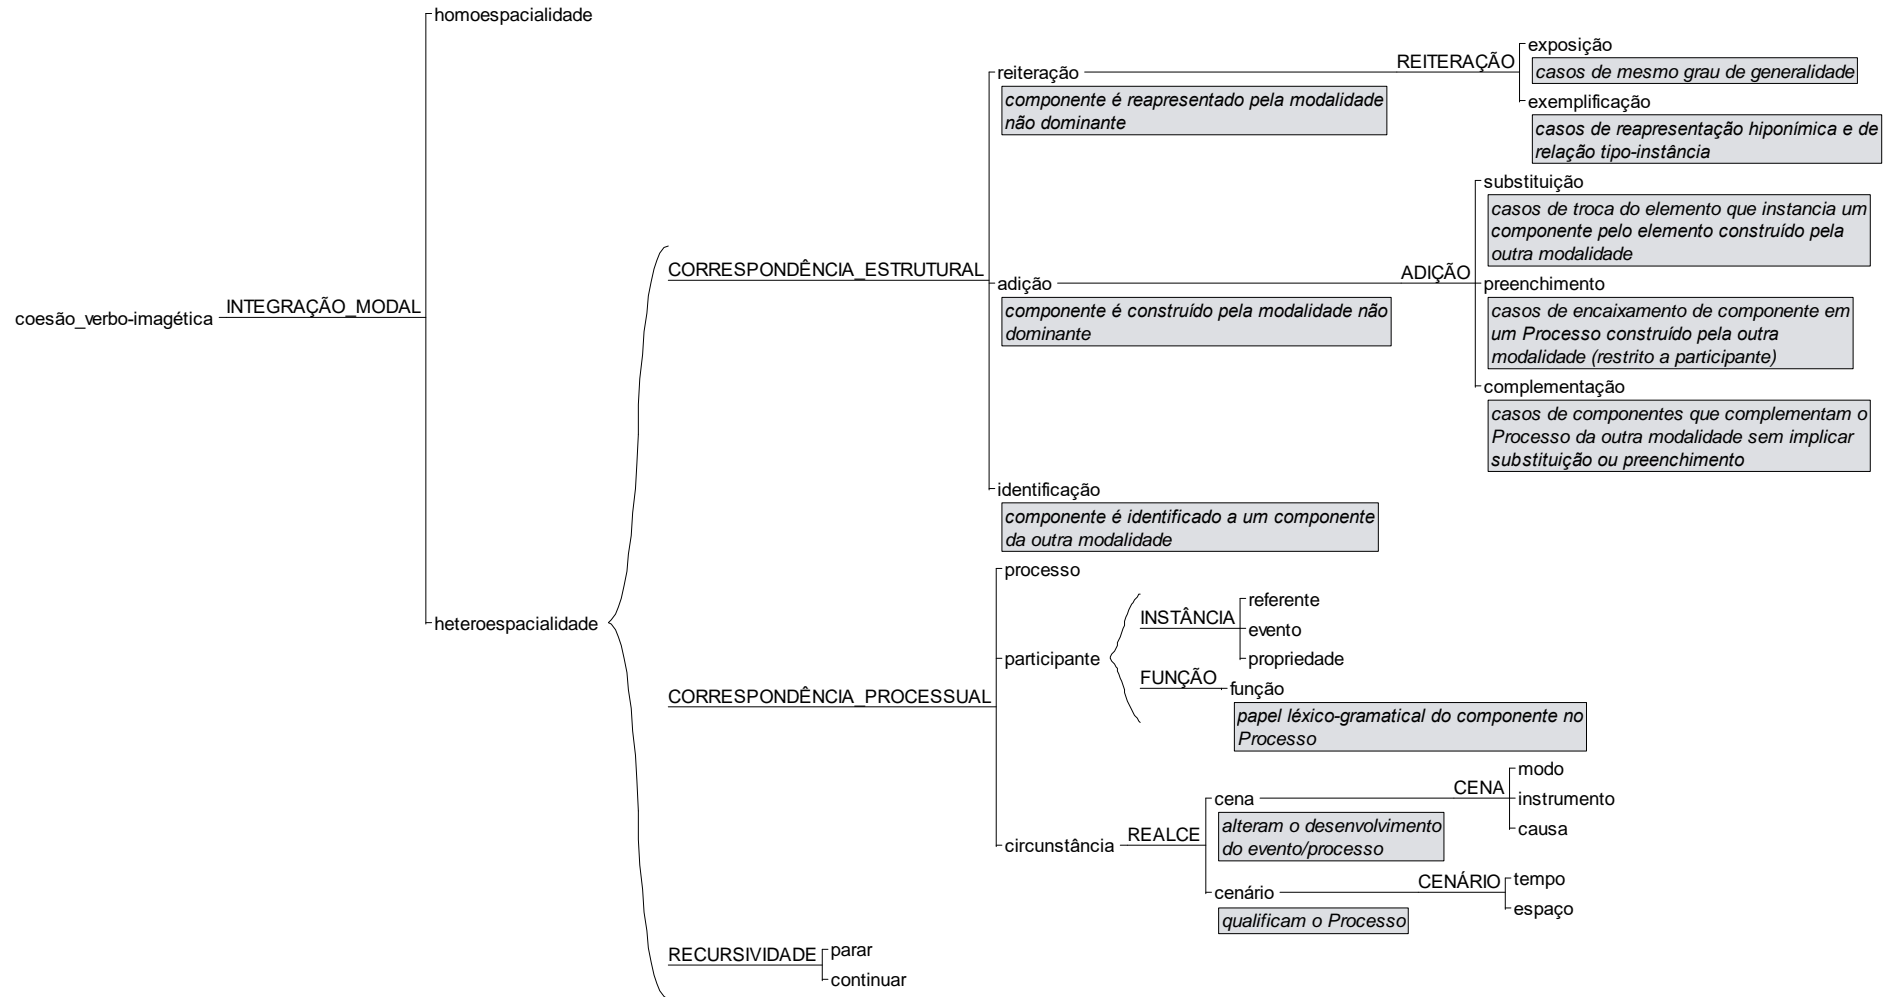 homoespacialidade
exposição
REITERAÇÃO
casos de mesmo grau de generalidade
reiteração
componente é reapresentado pela modalidade
não dominante
exemplificação
casos de reapresentação hiponímica e de
relação tipo-instância
substituição
casos de troca do elemento que instancia um
componente pelo elemento construído pela
outra modalidade
CORRESPONDÊNCIA_ESTRUTURAL
ADIÇÃO
adição
componente é construído pela modalidade não
dominante
preenchimento
casos de encaixamento de componente em
um Processo construído pela outra
modalidade (restrito a participante)
coesão_verbo-imagética
INTEGRAÇÃO_MODAL
complementação
casos de componentes que complementam o
Processo da outra modalidade sem implicar
substituição ou preenchimento
identificação
componente é identificado a um componente
da outra modalidade
processo
heteroespacialidade
referente
INSTÂNCIA
evento
participante
propriedade
FUNÇÃO
função
papel léxico-gramatical do componente no
Processo
CORRESPONDÊNCIA_PROCESSUAL
modo
CENA
cena
instrumento
alteram o desenvolvimento
do evento/processo
causa
circunstância
REALCE
CENÁRIO
tempo
cenário
espaço
qualificam o Processo
RECURSIVIDADE
parar
continuar